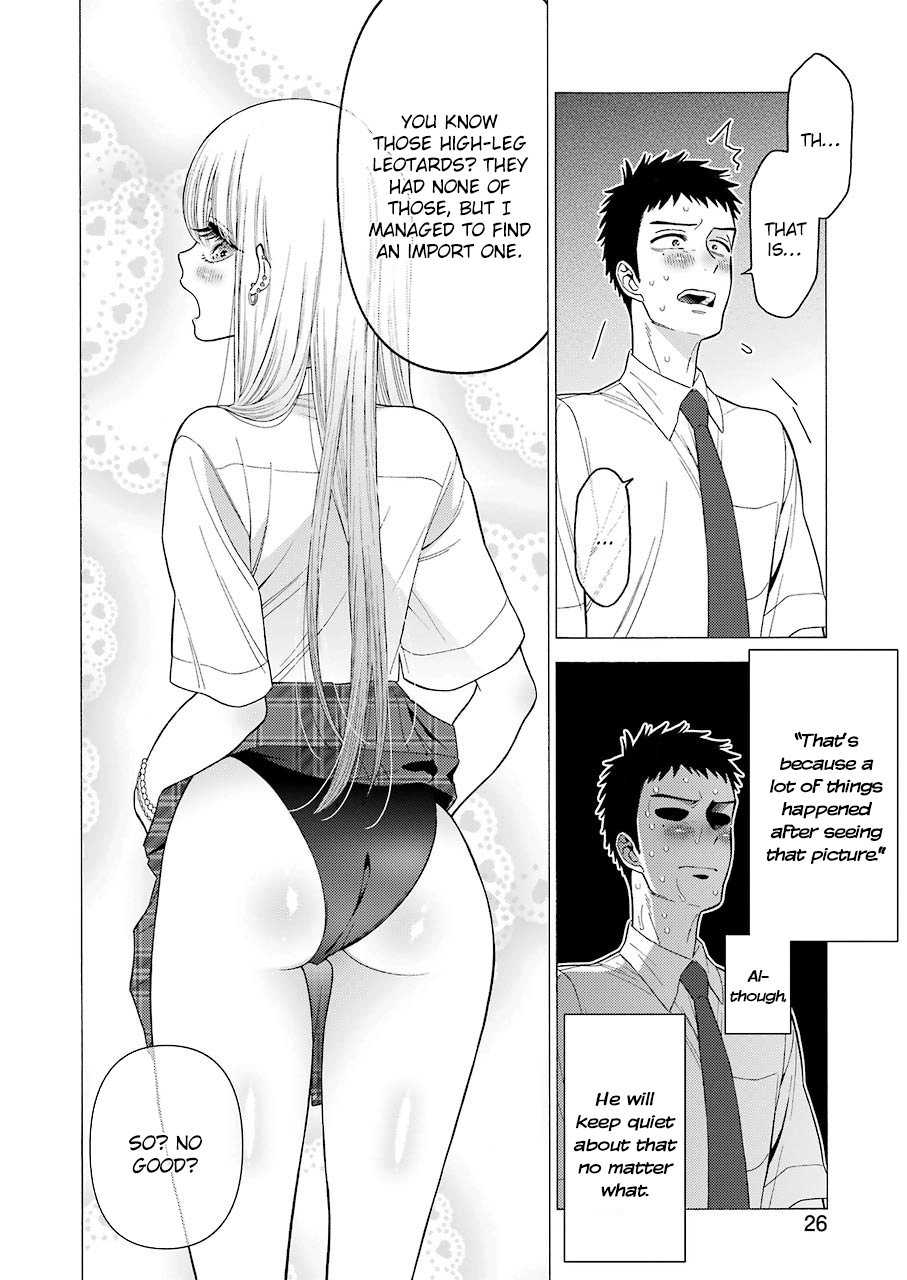 TH...
THAT
IS...
...
"That's
because a
lot of things
happened
after seeing
that picture."
Al-
though,
He will
keep quiet
about that
no matter
what.
YOU KNOW
THOSE HIGH-LEG
LEOTARDS? THEY
HAD NONE OF
THOSE, BUT I
MANAGED TO FIND
AN IMPORT ONE.
SO? NO
GOOD?
26